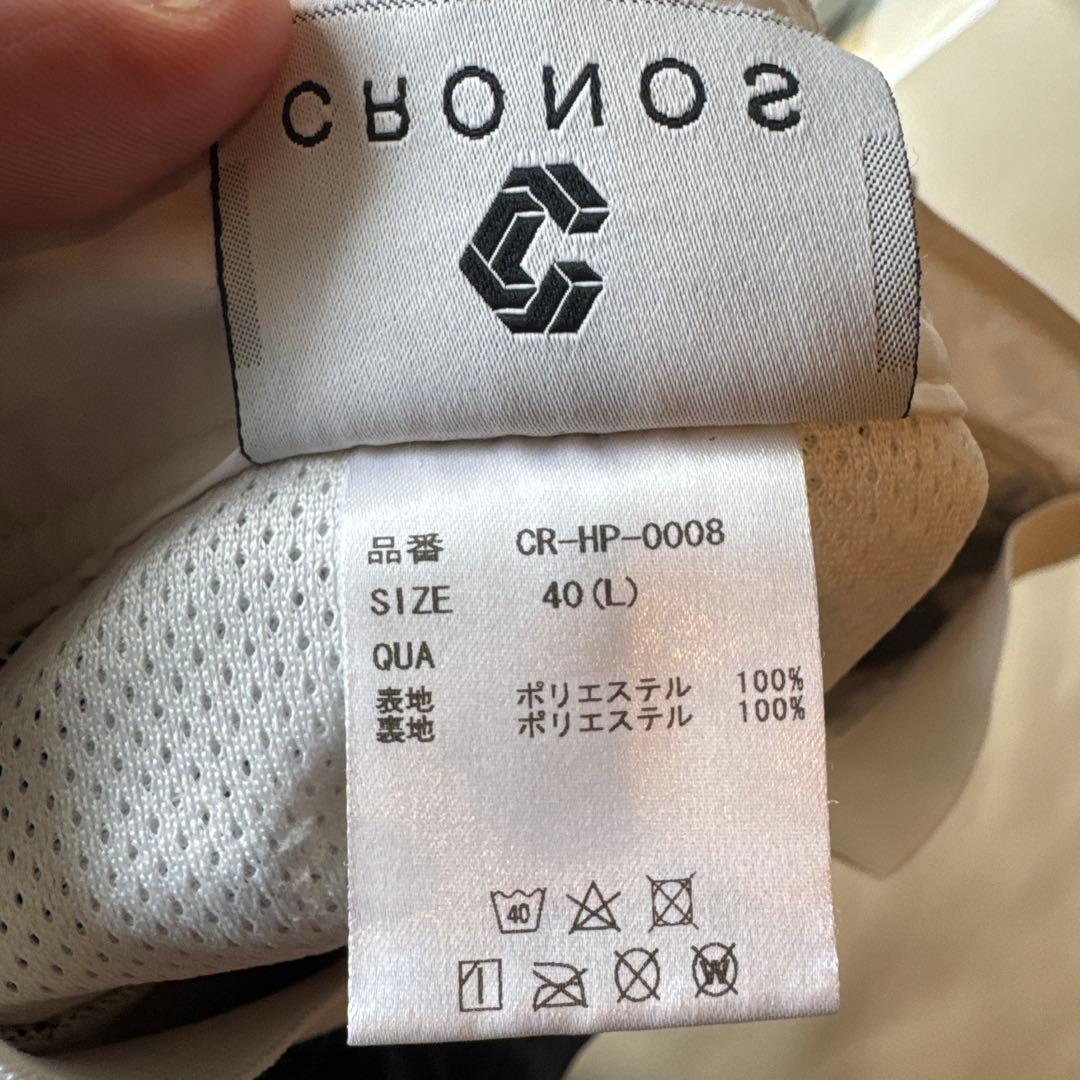 CRONOS
品番 CR-HP-0008
SIZE 40(L)
QUA
表地 ポリエステル 100%
裏地 ポリエステル 100%
40
W